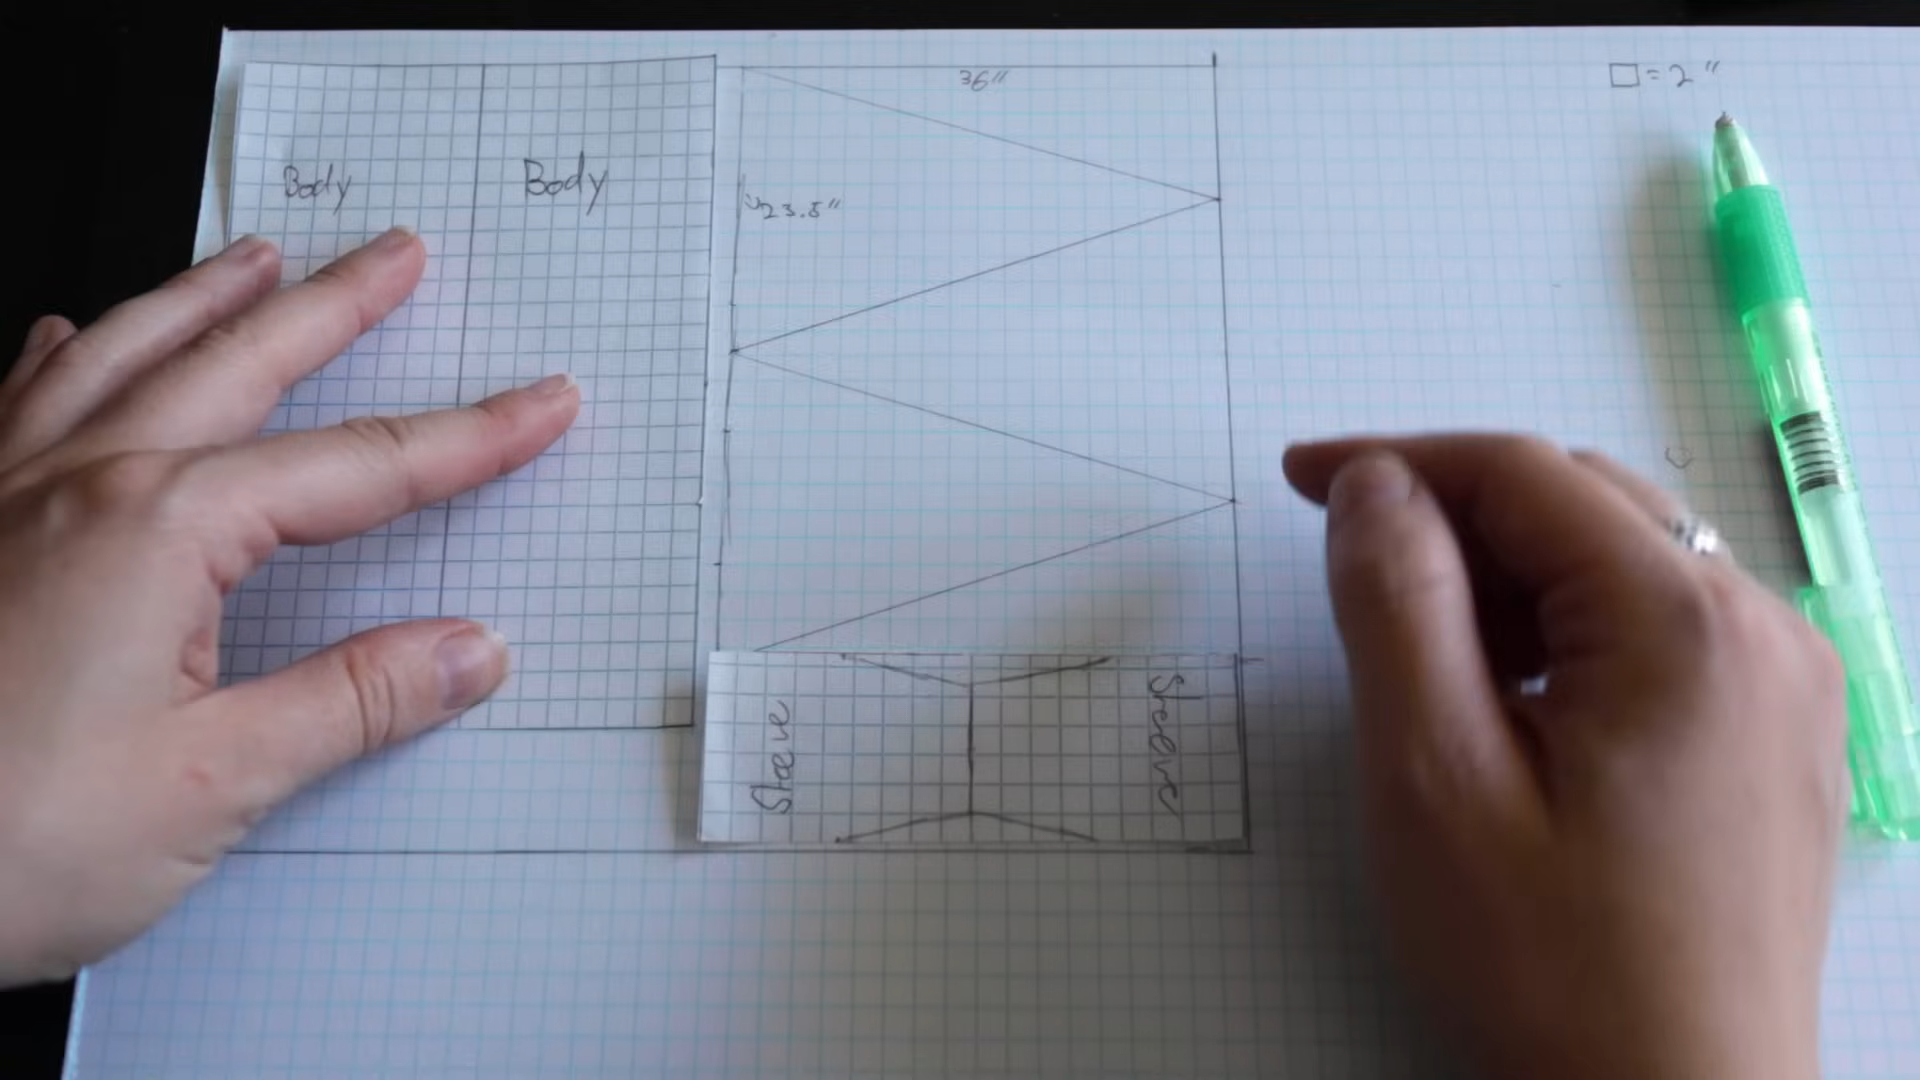 36"
□ = 2"
Body
Body
23.5"
Sleeve
Sleeve